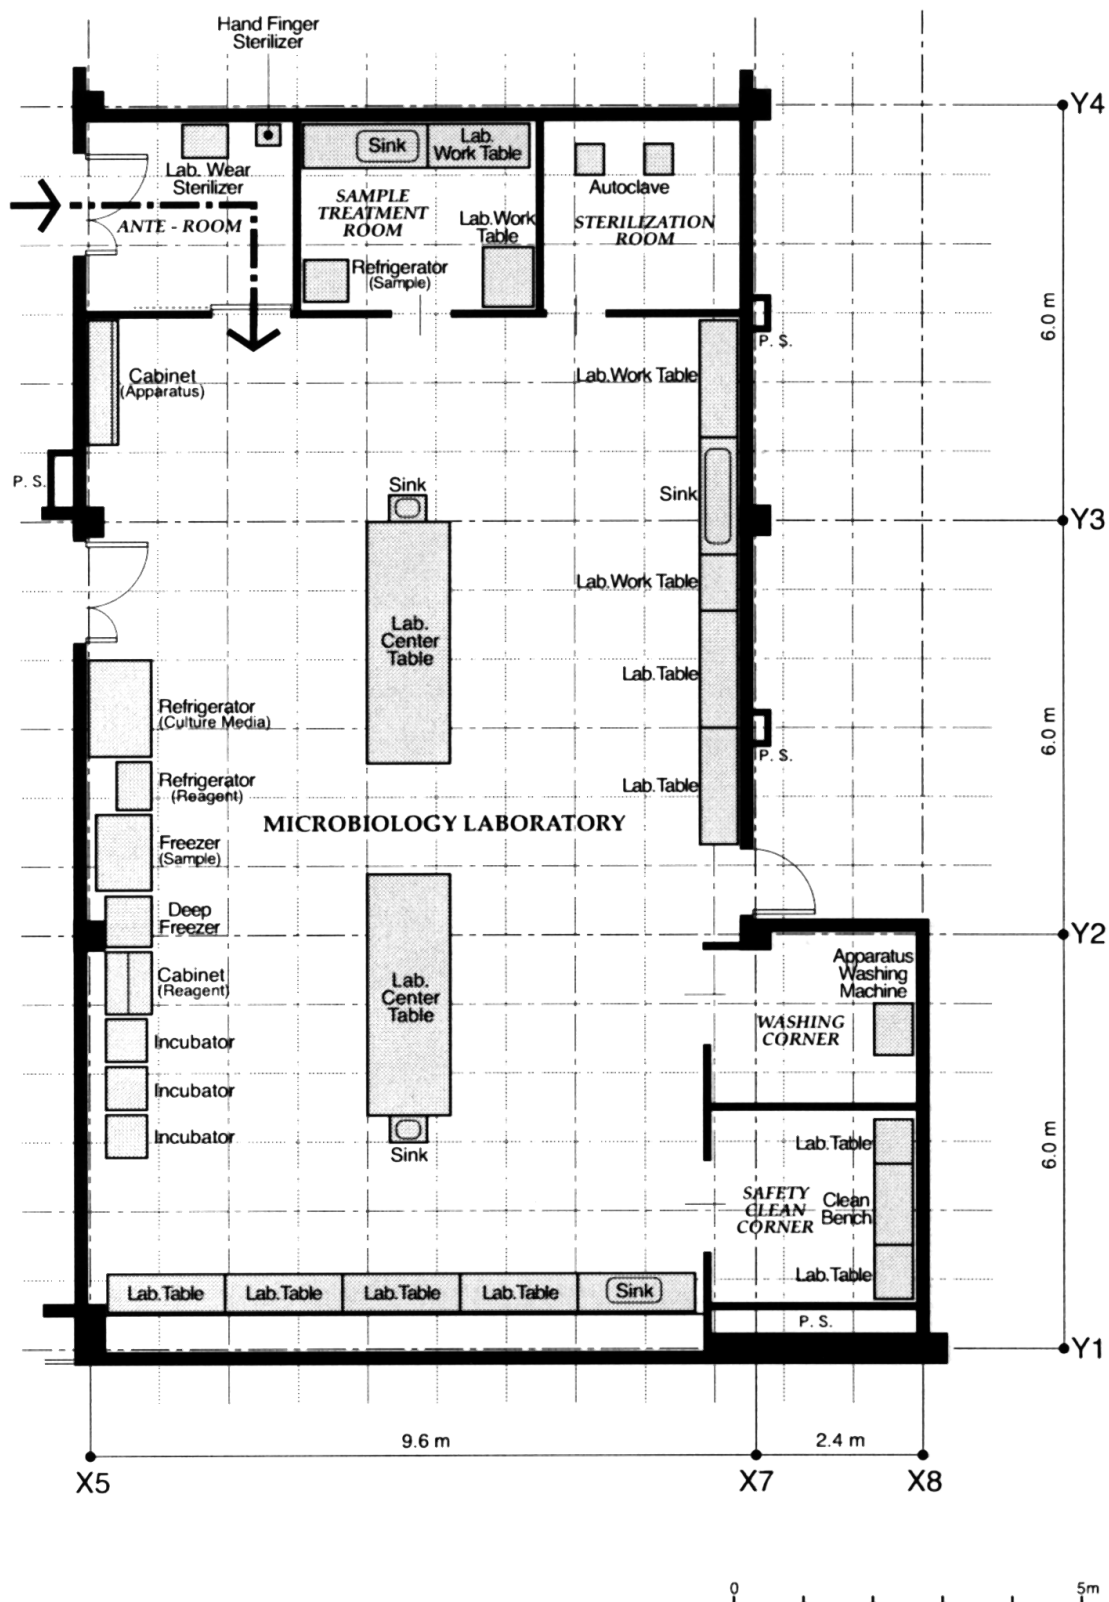 Hand Finger
Sterilizer
Y4
Sink
Lab.
Work Table
Lab. Wear
Sterilizer
Autoclave
SAMPLE
TREATMENT
ROOM
ANTE - ROOM
Lab.Work
Table
STERILIZATION
ROOM
Refrigerator
(Sample)
6.0 m
P. S.
Cabinet
(Apparatus)
Lab.Work Table
P. S.
Sink
Sink
Y3
Lab.Work Table
Lab.
Center
Table
Lab.Table
Refrigerator
(Culture Media)
6.0 m
P. S.
Refrigerator
(Reagent)
Lab.Table
MICROBIOLOGY LABORATORY
Freezer
(Sample)
Deep
Freezer
Y2
Apparatus
Washing
Machine
Cabinet
(Reagent)
Lab.
Center
Table
WASHING
CORNER
Incubator
Incubator
Incubator
Sink
6.0 m
Lab.Table
SAFETY
CLEAN
CORNER
Clean
Bench
Lab.Table
Lab.Table
Lab.Table
Lab.Table
Lab.Table
Sink
P. S.
Y1
9.6 m
2.4 m
X5
X7
X8
0
5m